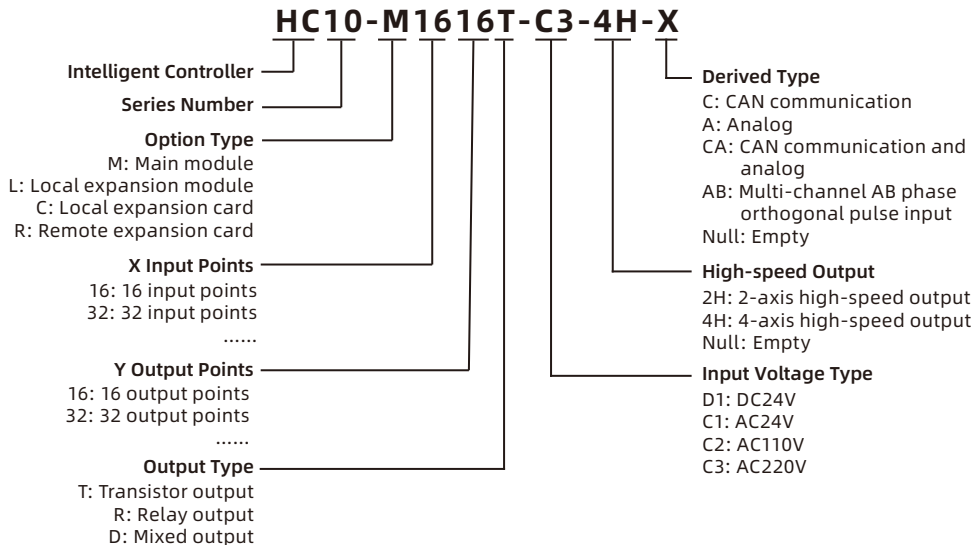 HC10-M1616T-C3-4H-X
Intelligent Controller
Series Number
Option Type
M: Main module
L: Local expansion module
C: Local expansion card
R: Remote expansion card
X Input Points
16: 16 input points
32: 32 input points
......
Y Output Points
16: 16 output points
32: 32 output points
......
Output Type
T: Transistor output
R: Relay output
D: Mixed output
Derived Type
C: CAN communication
A: Analog
CA: CAN communication and
analog
AB: Multi-channel AB phase
orthogonal pulse input
Null: Empty
High-speed Output
2H: 2-axis high-speed output
4H: 4-axis high-speed output
Null: Empty
Input Voltage Type
D1: DC24V
C1: AC24V
C2: AC110V
C3: AC220V